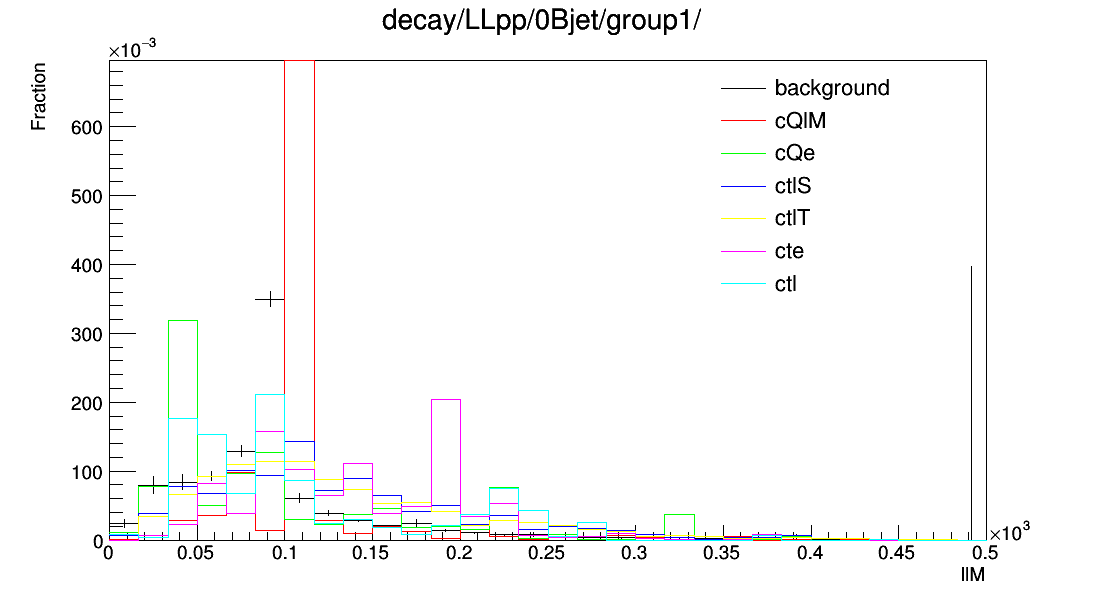 decay/LLpp/0Bjet/group1/
×10⁻³
Fraction
600
500
400
300
200
100
0
background
cQlM
cQe
ctlS
ctlT
cte
ctl
0 0.05 0.1 0.15 0.2 0.25 0.3 0.35 0.4 0.45 0.5
×10³
llM